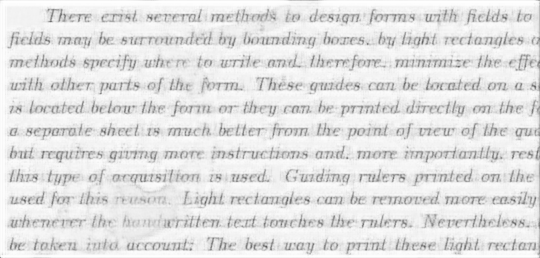 There exist several methods to design forms with fields to
fields may be surrounded by bounding boxes, by light rectangles o
methods specify where to write and, therefore, minimize the effec
with other parts of the form. These guides can be located on a s
is located below the form or they can be printed directly on the fo
a separate sheet is much better from the point of view of the qua
but requires giving more instructions and, more importantly, rest
this type of acquisition is used. Guiding rulers printed on the
used for this reason. Light rectangles can be removed more easily
whenever the handwritten text touches the rulers. Nevertheless,
be taken into account: The best way to print these light rectan